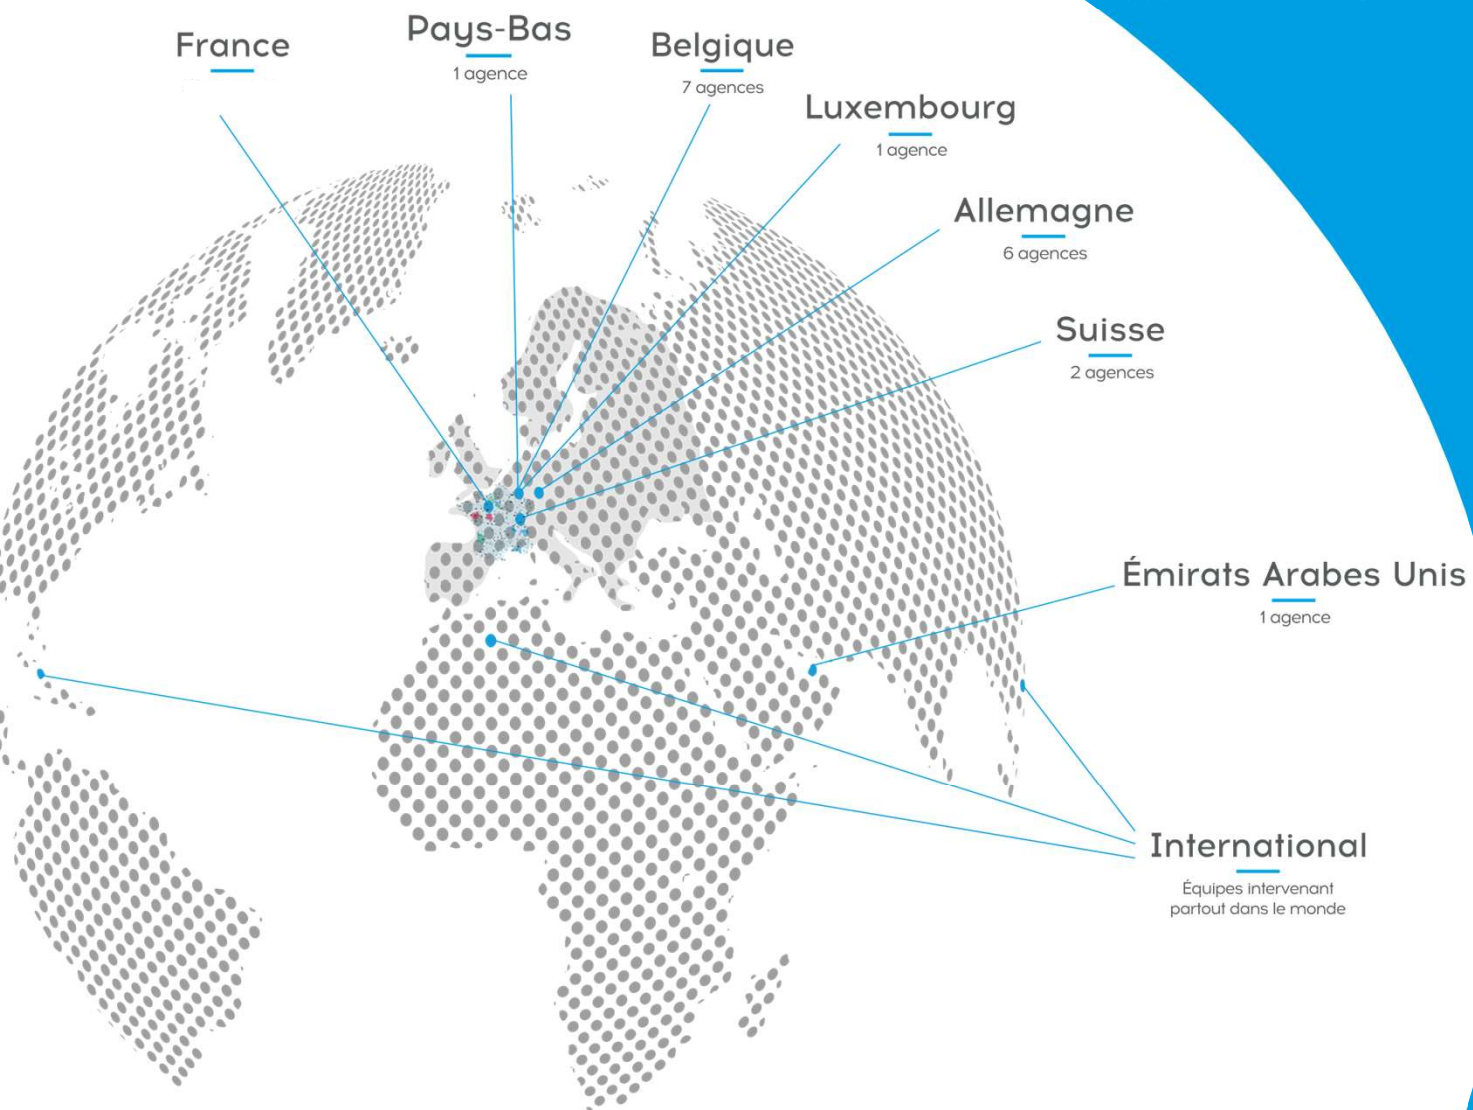 France
Pays-Bas
1 agence
Belgique
7 agences
Luxembourg
1 agence
Allemagne
6 agences
Suisse
2 agences
Émirats Arabes Unis
1 agence
International
Équipes intervenant
partout dans le monde